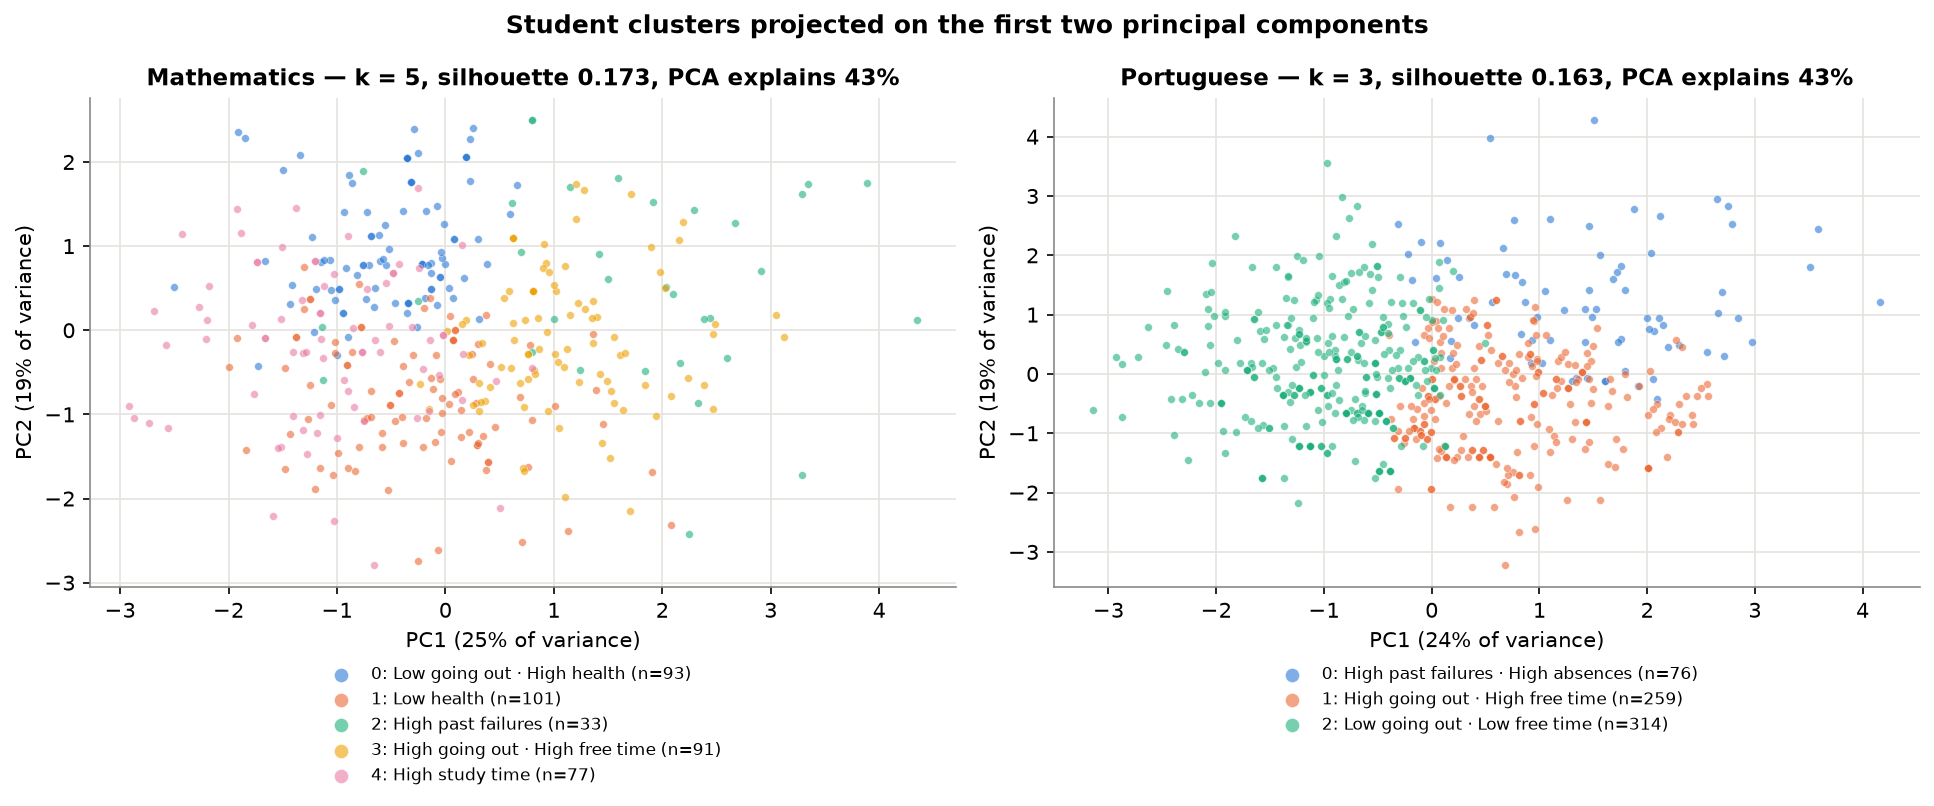 Student clusters projected on the first two principal components
Mathematics — k = 5, silhouette 0.173, PCA explains 43%
PC2 (19% of variance)
2
1
0
−1
−2
−3
−3 −2 −1 0 1 2 3 4
PC1 (25% of variance)
0: Low going out · High health (n=93)
1: Low health (n=101)
2: High past failures (n=33)
3: High going out · High free time (n=91)
4: High study time (n=77)
Portuguese — k = 3, silhouette 0.163, PCA explains 43%
PC2 (19% of variance)
4
3
2
1
0
−1
−2
−3
−3 −2 −1 0 1 2 3 4
PC1 (24% of variance)
0: High past failures · High absences (n=76)
1: High going out · High free time (n=259)
2: Low going out · Low free time (n=314)